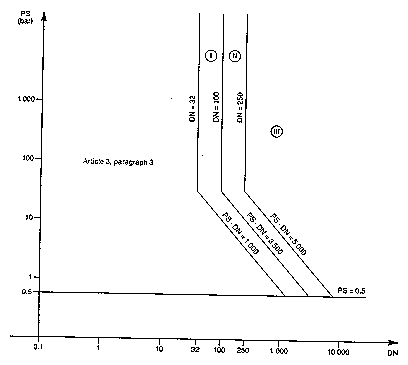 PS
(bar)
I
II
DN = 32
DN = 100
DN = 250
1 000
III
100
Article 3, paragraph 3
10
PS · DN = 1 000
PS · DN = 3 500
PS · DN = 5 000
1
0.5
PS = 0.5
0.1
1
10
32
100
250
1 000
10 000
DN